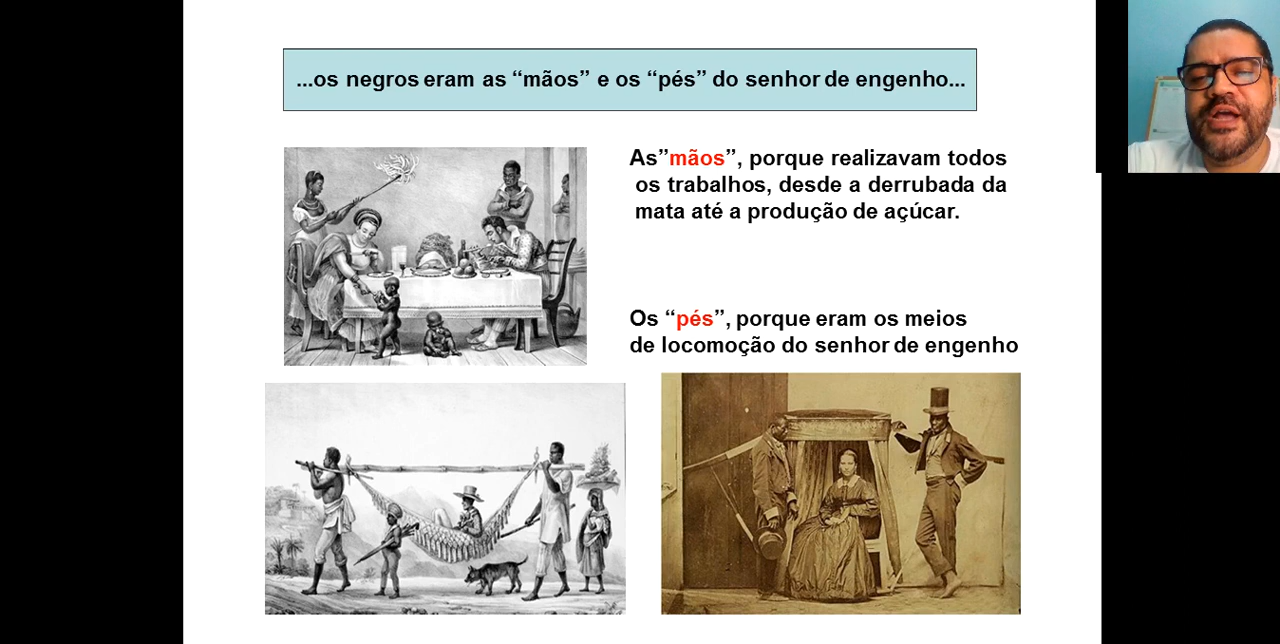 ...os negros eram as “mãos” e os “pés” do senhor de engenho...
As”mãos”, porque realizavam todos
os trabalhos, desde a derrubada da
mata até a produção de açúcar.
Os “pés”, porque eram os meios
de locomoção do senhor de engenho